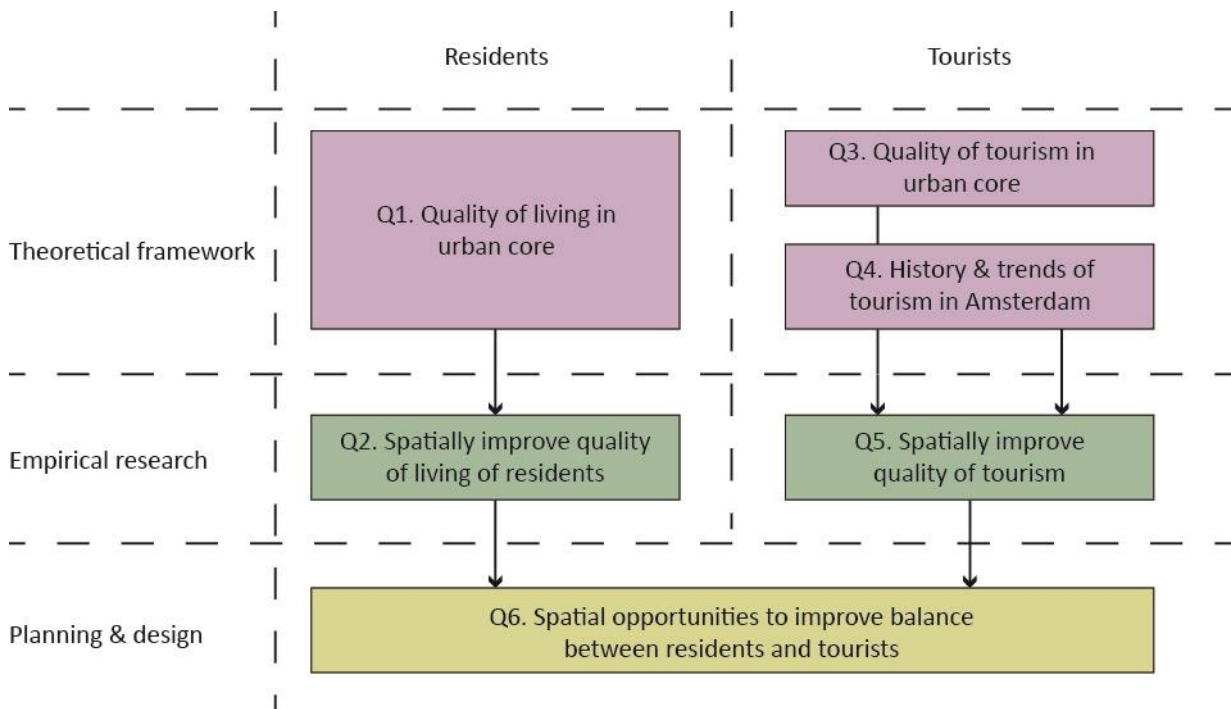 Residents
Tourists
Theoretical framework
Q1. Quality of living in
urban core
Q3. Quality of tourism in
urban core
Q4. History & trends of
tourism in Amsterdam
Empirical research
Q2. Spatially improve quality
of living of residents
Q5. Spatially improve
quality of tourism
Planning & design
Q6. Spatial opportunities to improve balance
between residents and tourists